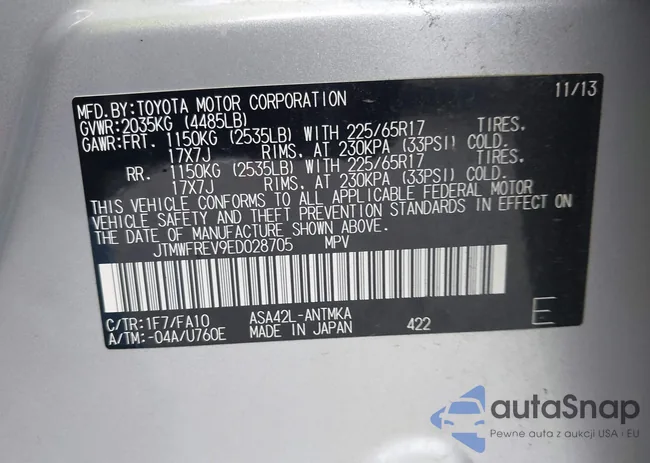 MFD. BY: TOYOTA MOTOR CORPORATION 11/13
GVWR: 2035KG (4485LB)
GAWR: FRT. 1150KG (2535LB) WITH 225/65R17 TIRES,
17X7J RIMS, AT 230KPA (33PSI) COLD.
RR. 1150KG (2535LB) WITH 225/65R17 TIRES,
17X7J RIMS, AT 230KPA (33PSI) COLD.
THIS VEHICLE CONFORMS TO ALL APPLICABLE FEDERAL MOTOR
VEHICLE SAFETY AND THEFT PREVENTION STANDARDS IN EFFECT ON
THE DATE OF MANUFACTURE SHOWN ABOVE.
JTMWFREV9ED028705 MPV
C/TR: 1F7/FA10 ASA42L-ANTMKA
A/TM: -04A/U760E MADE IN JAPAN 422 E
autaSnap
Pewne auta z aukcji USA i EU